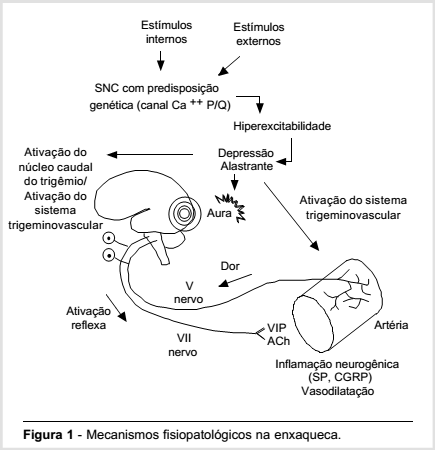 Estímulos
internos
Estímulos
externos
SNC com predisposição
genética (canal Ca ++ P/Q)
Hiperexcitabilidade
Depressão
Alastrante
Ativação do
núcleo caudal
do trigêmio/
Ativação do
sistema
trigeminovascular
Aura
Ativação do sistema
trigeminovascular
Dor
V
nervo
Ativação
reflexa
VII
nervo
VIP
ACh
Artéria
Inflamação neurogênica
(SP, CGRP)
Vasodilatação
Figura 1 - Mecanismos fisiopatológicos na enxaqueca.